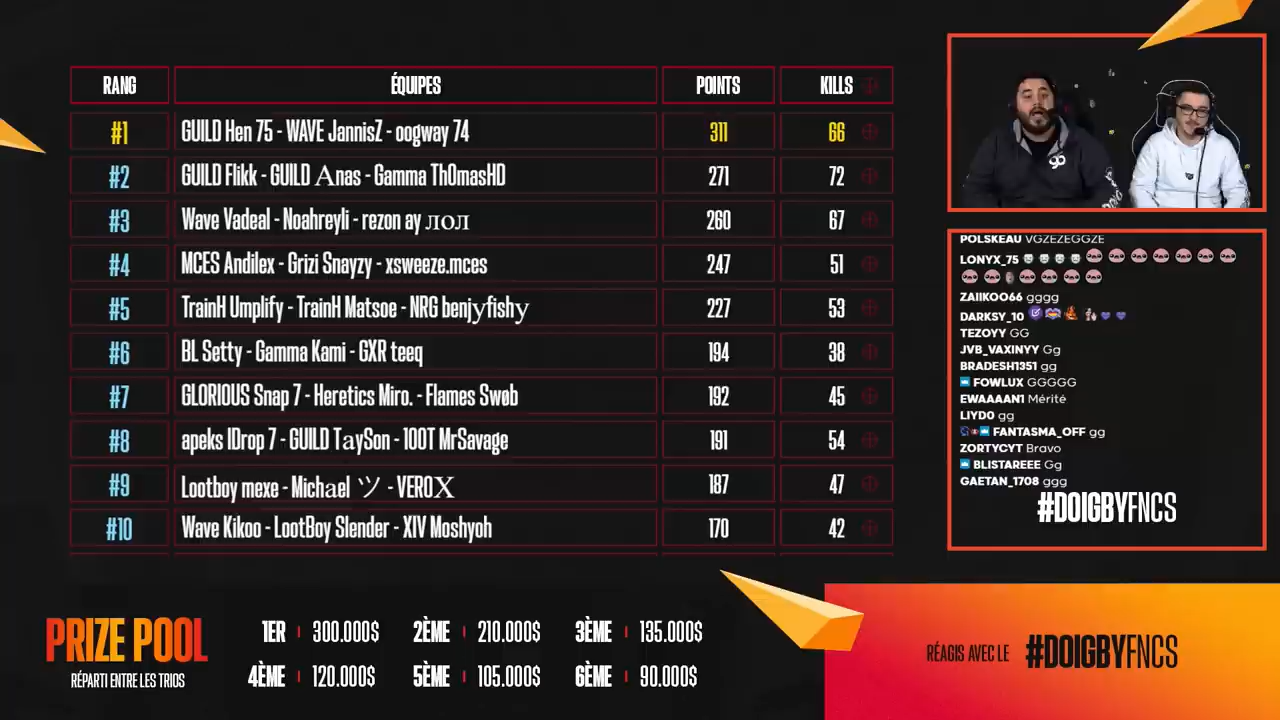 RANG ÉQUIPES POINTS KILLS
#1 GUILD Hen 75 - WAVE JannisZ - oogway 74 311 66
#2 GUILD Flikk - GUILD Аnas - Gamma Th0masHD 271 72
#3 Wave Vadeal - Noahreyli - rezon ay лол 260 67
#4 MCES Andilex - Grizi Snayzy - xsweeze.mces 247 51
#5 TrainH Umplify - TrainH Matsoe - NRG benjyfishy 227 53
#6 BL Setty - Gamma Kami - GXR teeq 194 38
#7 GLORIOUS Snap 7 - Heretics Miro. - Flames Swøb 192 45
#8 apeks IDrop 7 - GUILD TaySon - 100T MrSavage 191 54
#9 Lootboy mexe - Michael ツ - VEROX 187 47
#10 Wave Kikoo - LootBoy Slender - XIV Moshyoh 170 42
POLSKEAU VGZEZEGGZE
LONYX_75
ZAIIKOO66 gggg
DARKSY_10
TEZOYY GG
JVB_VAXINYY Gg
BRADESH1351 gg
FOWLUX GGGGG
EWAAAAN1 Mérité
LIYD0 gg
FANTASMA_OFF gg
ZORTYCYT Bravo
BLISTAREEE Gg
GAETAN_1708 ggg
#DOIGBYFNCS
PRIZE POOL
RÉPARTI ENTRE LES TRIOS
1ER 300.000$ 2ÈME 210.000$ 3ÈME 135.000$
4ÈME 120.000$ 5ÈME 105.000$ 6ÈME 90.000$
RÉAGIS AVEC LE #DOIGBYFNCS